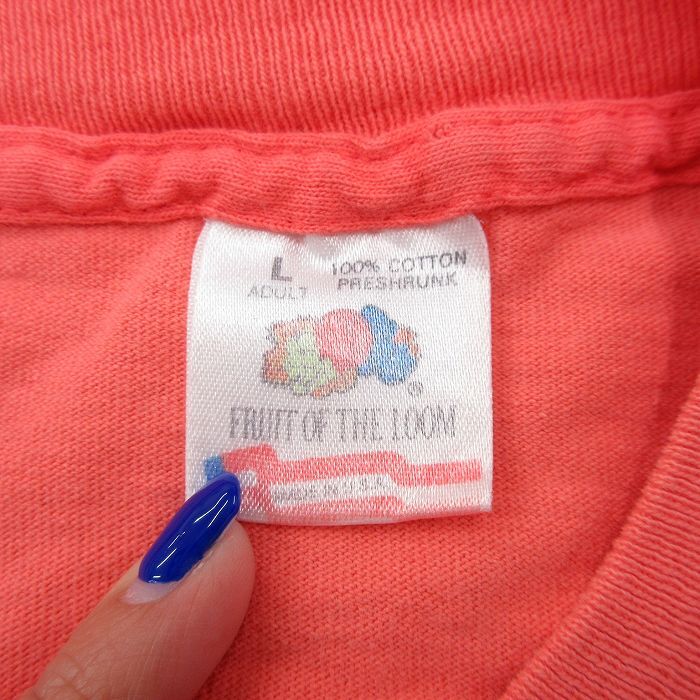 L
ADULT
100% COTTON
PRESHRUNK
®
FRUIT OF THE LOOM
MADE IN U.S.A.